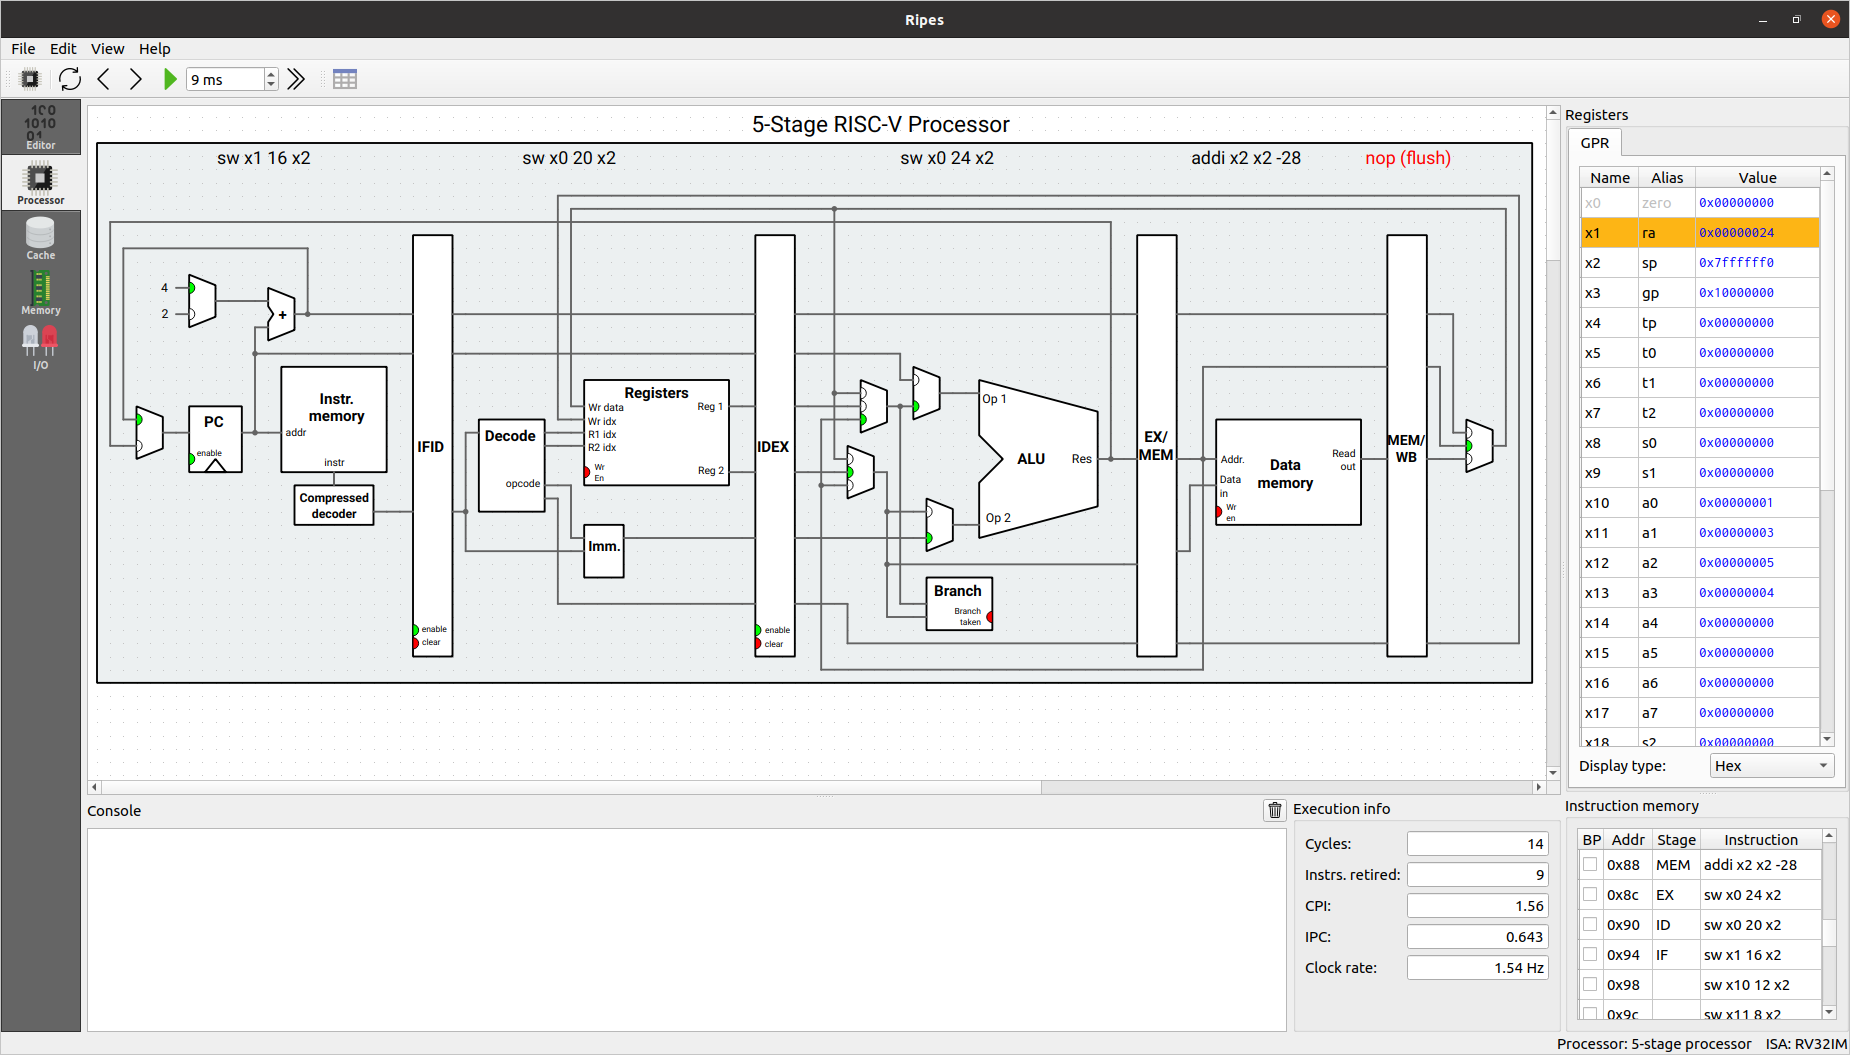 Ripes
File Edit View Help
9 ms
100
1010
01
Editor
Processor
Cache
Memory
I/O
5-Stage RISC-V Processor
sw x1 16 x2
sw x0 20 x2
sw x0 24 x2
addi x2 x2 -28
nop (flush)
4
2
+
Instr.
memory
addr
instr
PC
enable
Compressed
decoder
IFID
enable
clear
Decode
opcode
Registers
Wr data
Wr idx
R1 idx
R2 idx
Wr
En
Reg 1
Reg 2
Imm.
IDEX
enable
clear
Op 1
ALU
Res
Op 2
Branch
Branch
taken
EX/
MEM
Addr.
Data
in
Wr
en
Data
memory
Read
out
MEM/
WB
Registers
GPR
Name Alias Value
x0 zero 0x00000000
x1 ra 0x00000024
x2 sp 0x7ffffff0
x3 gp 0x10000000
x4 tp 0x00000000
x5 t0 0x00000000
x6 t1 0x00000000
x7 t2 0x00000000
x8 s0 0x00000000
x9 s1 0x00000000
x10 a0 0x00000001
x11 a1 0x00000003
x12 a2 0x00000005
x13 a3 0x00000004
x14 a4 0x00000000
x15 a5 0x00000000
x16 a6 0x00000000
x17 a7 0x00000000
x18 s2 0x00000000
Display type: Hex
Console
Execution info
Cycles: 14
Instrs. retired: 9
CPI: 1.56
IPC: 0.643
Clock rate: 1.54 Hz
Instruction memory
BP Addr Stage Instruction
0x88 MEM addi x2 x2 -28
0x8c EX sw x0 24 x2
0x90 ID sw x0 20 x2
0x94 IF sw x1 16 x2
0x98 sw x10 12 x2
0x9c sw x11 8 x2
Processor: 5-stage processor ISA: RV32IM